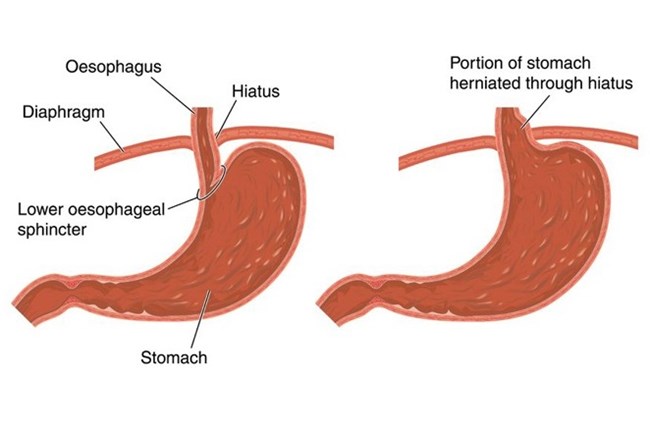 Oesophagus
Hiatus
Diaphragm
Lower oesophageal
sphincter
Stomach
Portion of stomach
herniated through hiatus